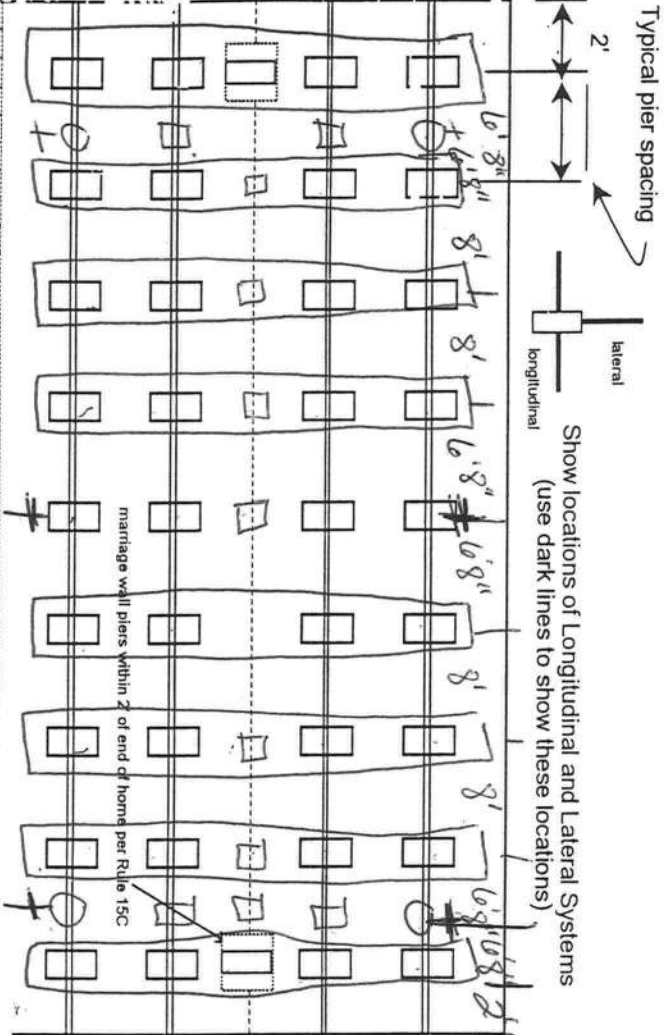 Typical pier spacing
2'
lateral
longitudinal
Show locations of Longitudinal and Lateral Systems
(use dark lines to show these locations)
6'8"
6'8"
8'
8'
6'8"
6'8"
8'
8'
6'8"
6'8"
2'
marriage wall piers within 2' of end of home per Rule 15C